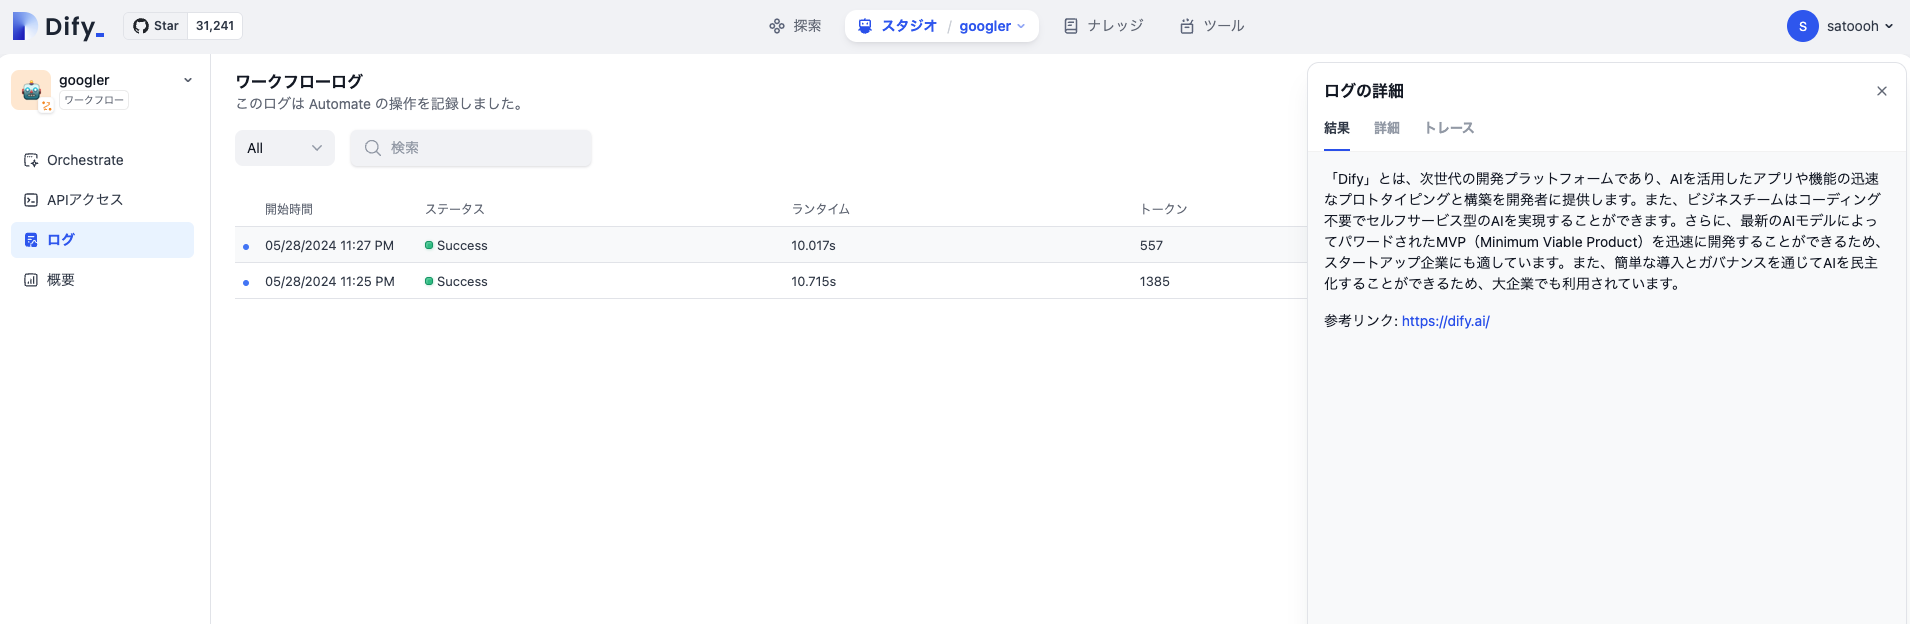 Dify_
Star 31,241
探索
スタジオ / googler
ナレッジ
ツール
S satoooh
googler
ワークフロー
Orchestrate
APIアクセス
ログ
概要
ワークフローログ
このログは Automate の操作を記録しました。
All
検索
開始時間 ステータス ランタイム トークン
05/28/2024 11:27 PM Success 10.017s 557
05/28/2024 11:25 PM Success 10.715s 1385
ログの詳細
結果 詳細 トレース
「Dify」とは、次世代の開発プラットフォームであり、AIを活用したアプリや機能の迅速
なプロトタイピングと構築を開発者に提供します。また、ビジネスチームはコーディング
不要でセルフサービス型のAIを実現することができます。さらに、最新のAIモデルによっ
てパワードされたMVP（Minimum Viable Product）を迅速に開発することができるため、
スタートアップ企業にも適しています。また、簡単な導入とガバナンスを通じてAIを民主
化することができるため、大企業でも利用されています。
参考リンク: https://dify.ai/